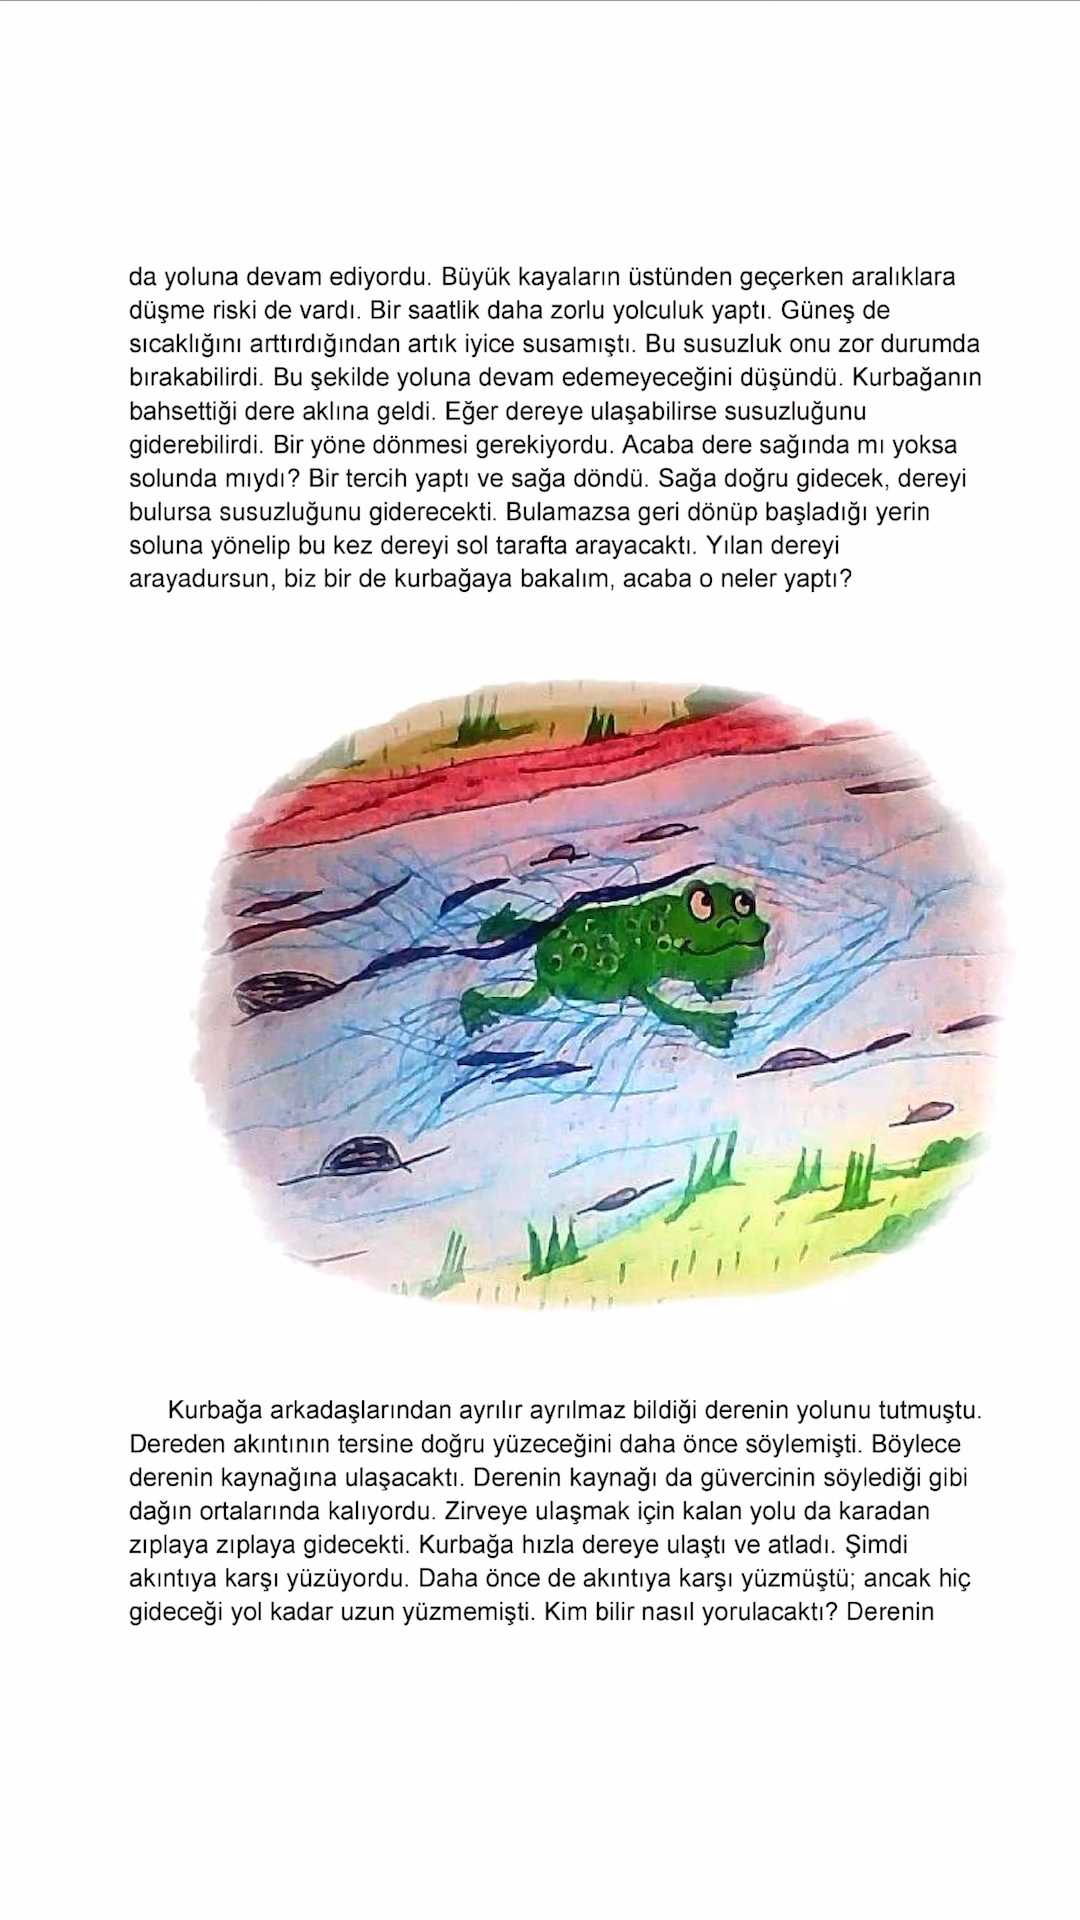 da yoluna devam ediyordu. Büyük kayaların üstünden geçerken aralıklara
düşme riski de vardı. Bir saatlik daha zorlu yolculuk yaptı. Güneş de
sıcaklığını arttırdığından artık iyice susamıştı. Bu susuzluk onu zor durumda
bırakabilirdi. Bu şekilde yoluna devam edemeyeceğini düşündü. Kurbağanın
bahsettiği dere aklına geldi. Eğer dereye ulaşabilirse susuzluğunu
giderebilirdi. Bir yöne dönmesi gerekiyordu. Acaba dere sağında mı yoksa
solunda mıydı? Bir tercih yaptı ve sağa döndü. Sağa doğru gidecek, dereyi
bulursa susuzluğunu giderecekti. Bulamazsa geri dönüp başladığı yerin
soluna yönelip bu kez dereyi sol tarafta arayacaktı. Yılan dereyi
arayadursun, biz bir de kurbağaya bakalım, acaba o neler yaptı?
Kurbağa arkadaşlarından ayrılır ayrılmaz bildiği derenin yolunu tutmuştu.
Dereden akıntının tersine doğru yüzeceğini daha önce söylemişti. Böylece
derenin kaynağına ulaşacaktı. Derenin kaynağı da güvercinin söylediği gibi
dağın ortalarında kalıyordu. Zirveye ulaşmak için kalan yolu da karadan
zıplaya zıplaya gidecekti. Kurbağa hızla dereye ulaştı ve atladı. Şimdi
akıntıya karşı yüzüyordu. Daha önce de akıntıya karşı yüzmüştü; ancak hiç
gideceği yol kadar uzun yüzmemişti. Kim bilir nasıl yorulacaktı? Derenin